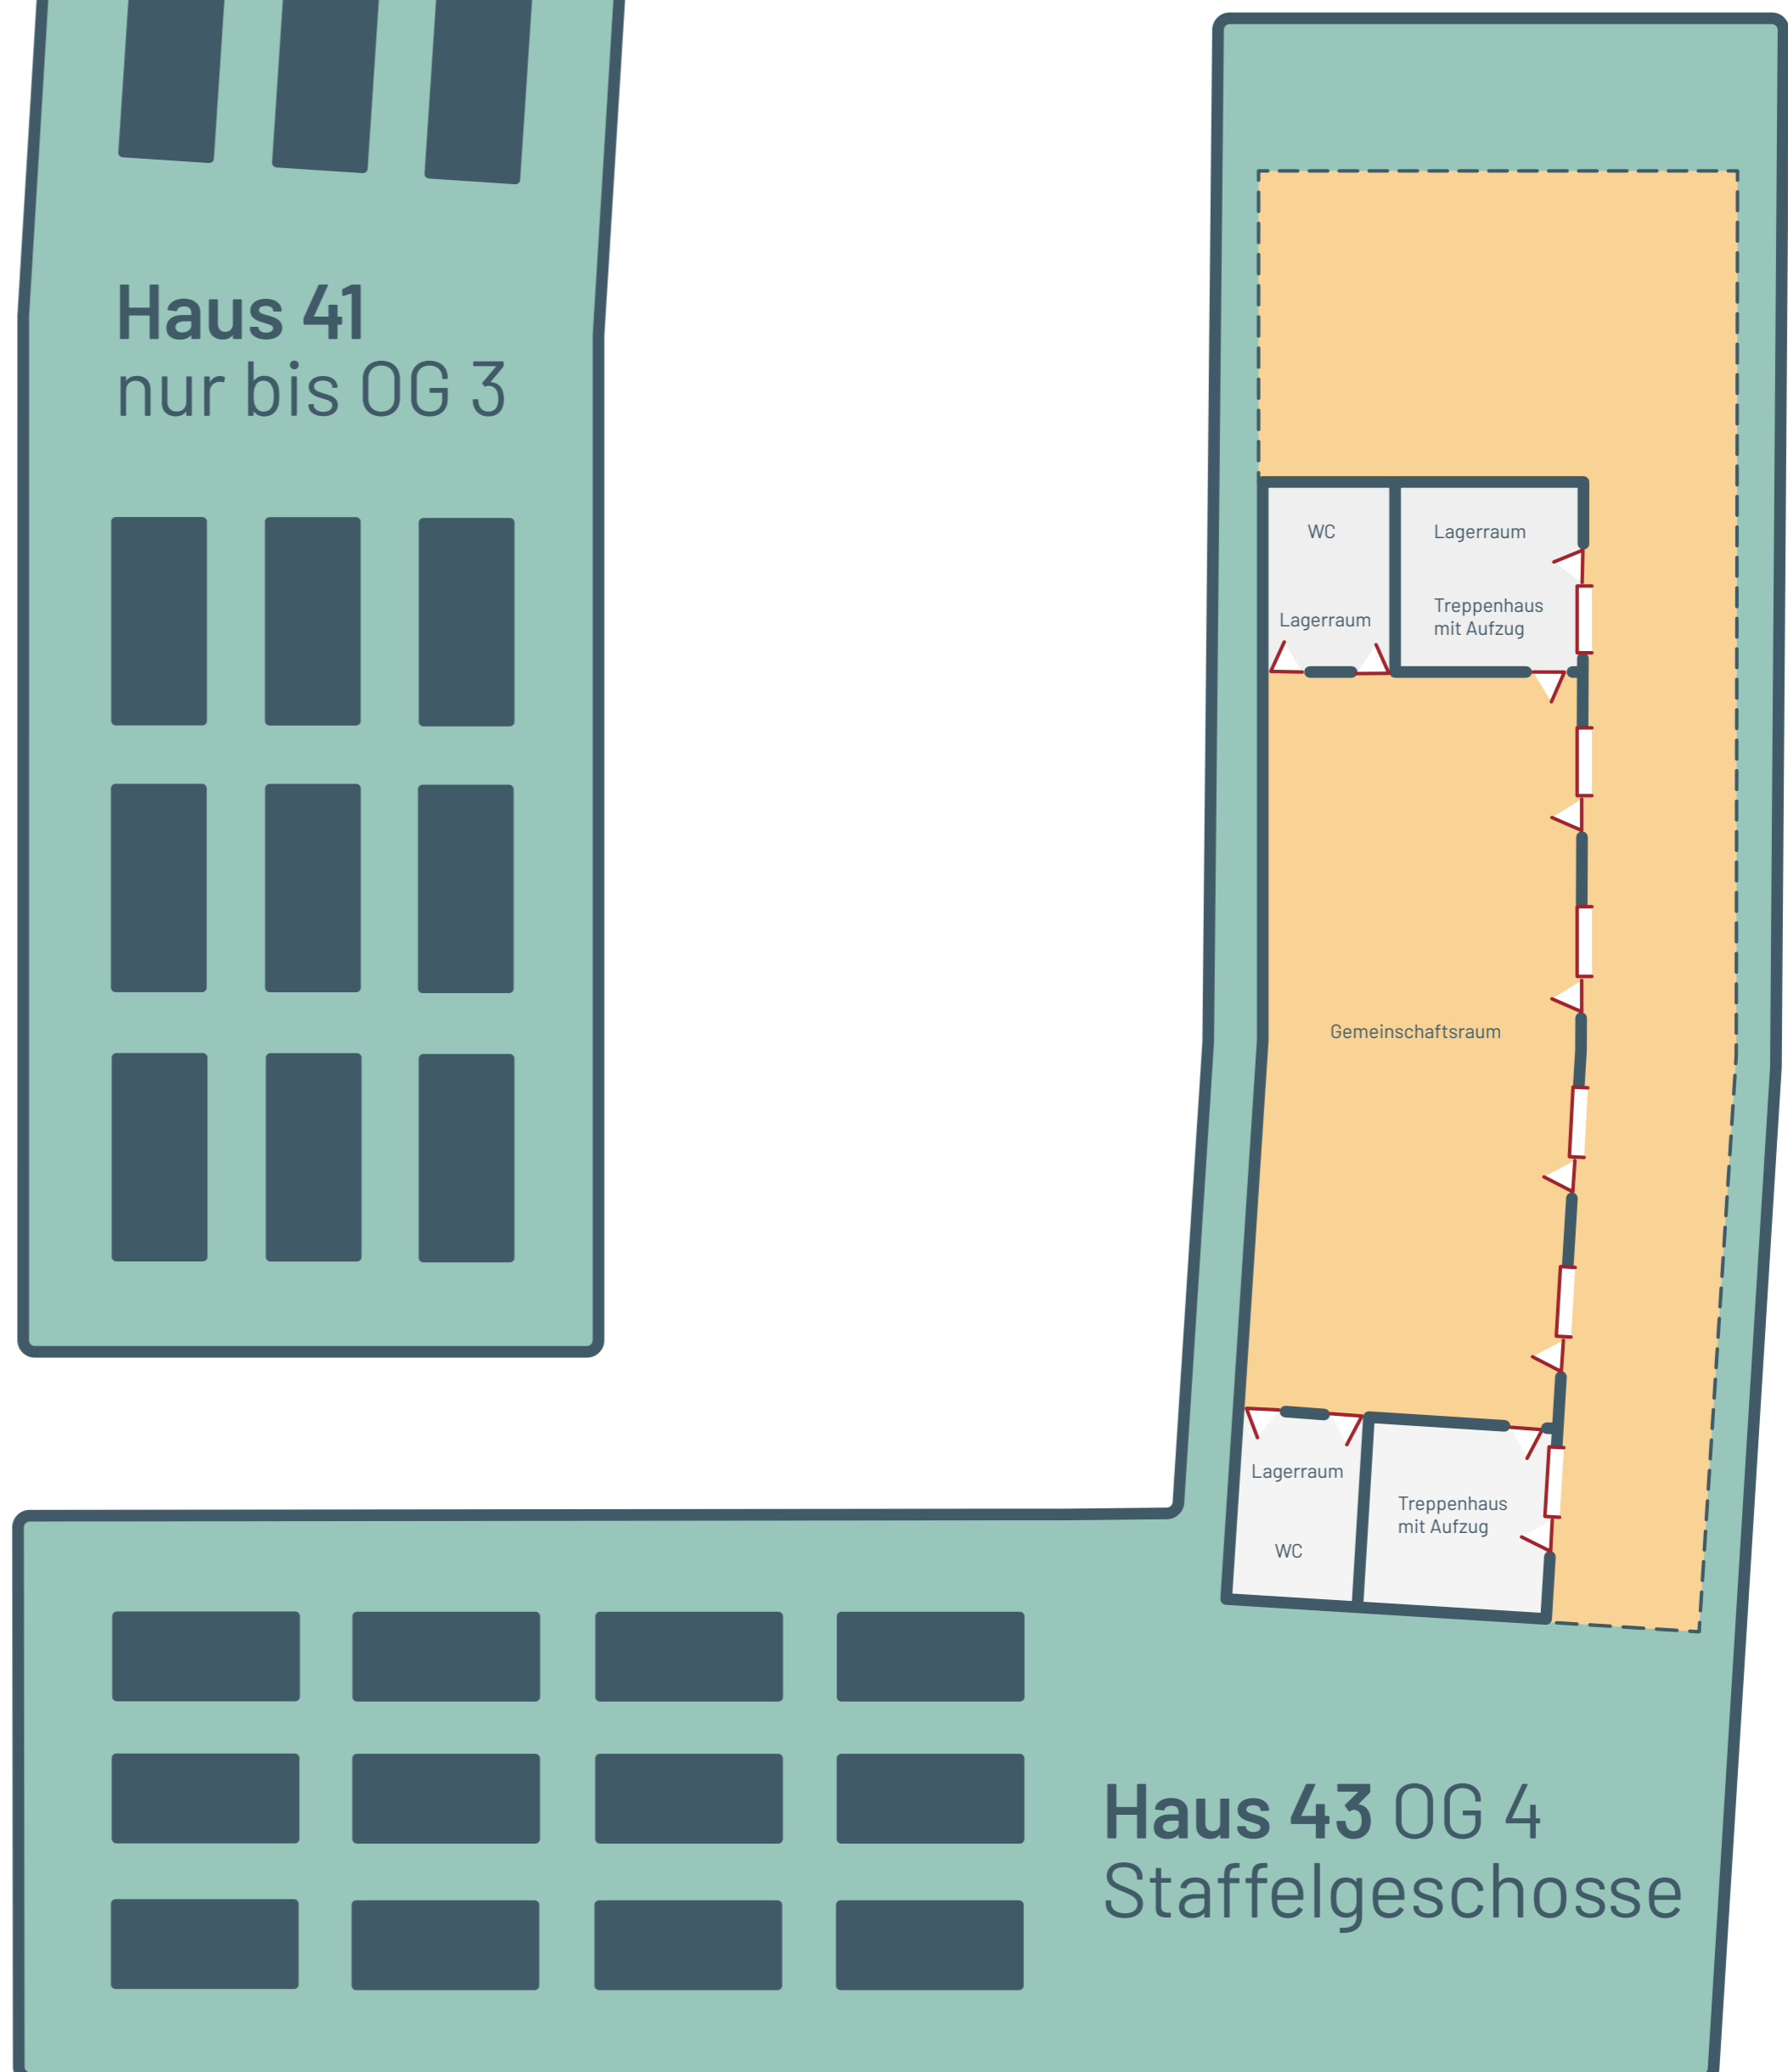 Haus 41
nur bis OG 3
WC
Lagerraum
Lagerraum
Treppenhaus
mit Aufzug
Gemeinschaftsraum
Lagerraum
WC
Treppenhaus
mit Aufzug
Haus 43 OG 4
Staffelgeschosse